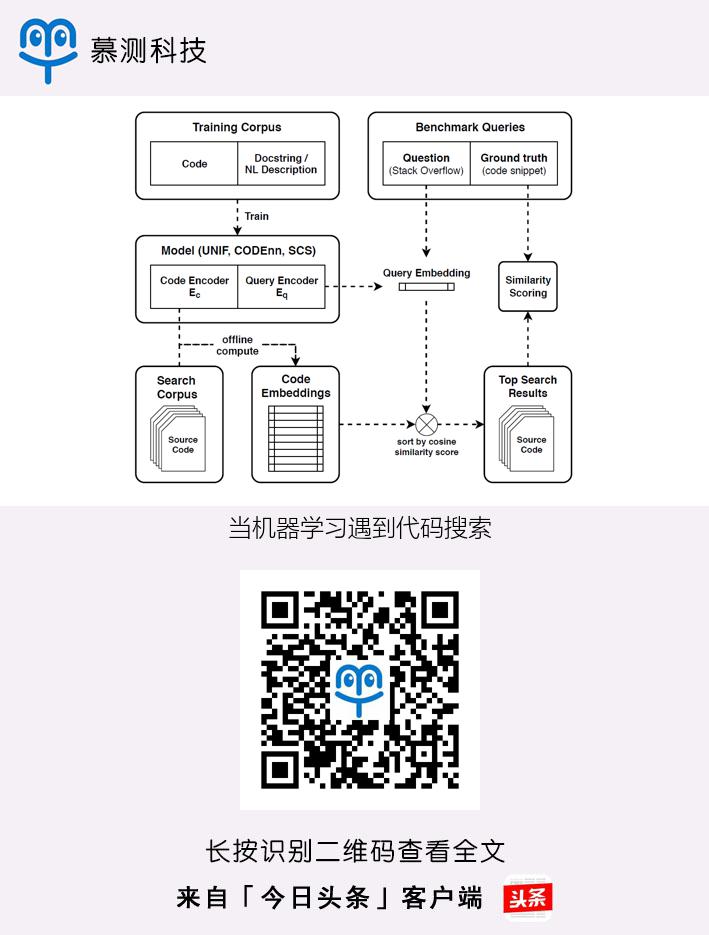 慕测科技
Training Corpus
Code
Docstring /
NL Description
Benchmark Queries
Question
(Stack Overflow)
Ground truth
(code snippet)
Train
Model (UNIF, CODEnn, SCS)
Code Encoder
Ec
Query Encoder
Eq
Query Embedding
Similarity
Scoring
offline
compute
Search
Corpus
Source
Code
Code
Embeddings
sort by cosine
similarity score
Top Search
Results
Source
Code
当机器学习遇到代码搜索
长按识别二维码查看全文
来自「今日头条」客户端
头条